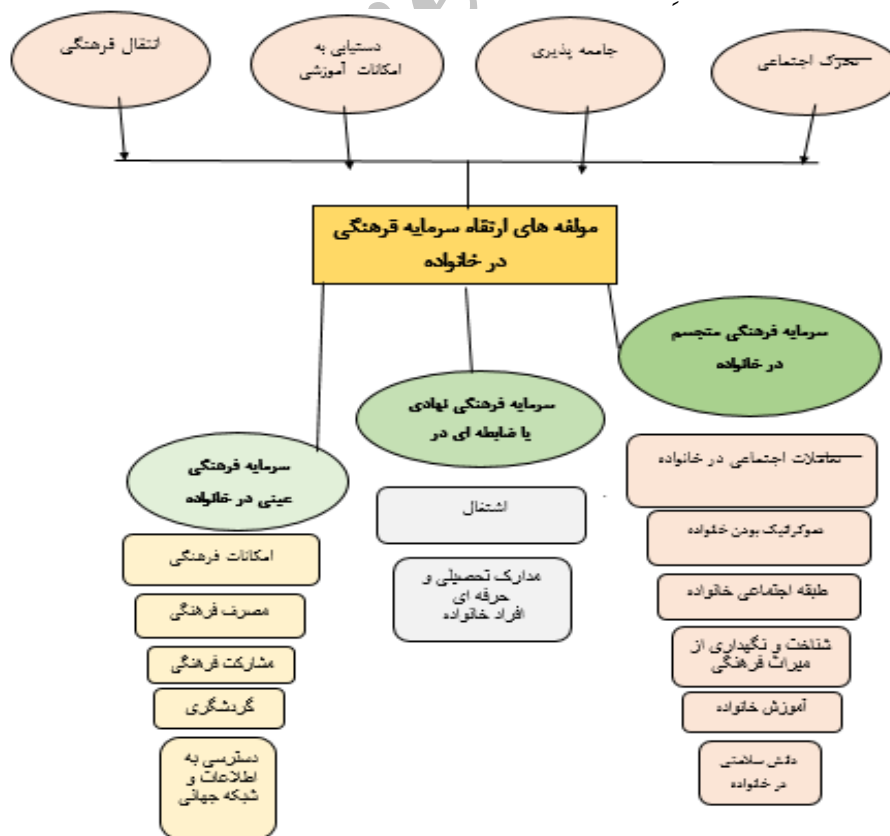 تحرک اجتماعی
جامعه پذیری
دستیابی به
امکانات آموزشی
انتقال فرهنگی
مولفه های ارتقاء سرمایه فرهنگی
در خانواده
سرمایه فرهنگی متجسم
در خانواده
سرمایه فرهنگی نهادی
یا ضابطه ای در
سرمایه فرهنگی
عینی در خانواده
تعاملات اجتماعی در خانواده
دموکراتیک بودن خانواده
طبقه اجتماعی خانواده
شناخت و نگهداری از
میراث فرهنگی
آموزش خانواده
دانش سلامتی
در خانواده
اشتغال
مدارک تحصیلی و
حرفه ای
افراد خانواده
امکانات فرهنگی
مصرف فرهنگی
مشارکت فرهنگی
گردشگری
دسترسی به
اطلاعات و
شبکه جهانی